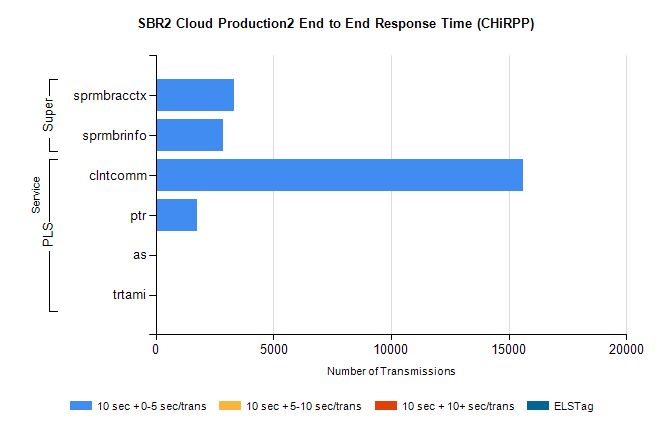 SBR2 Cloud Production2 End to End Response Time (CHiRPP)
Super
sprmbracctx
sprmbrinfo
Service
PLS
clntcomm
ptr
as
trtami
0 5000 10000 15000 20000
Number of Transmissions
10 sec +0-5 sec/trans 10 sec +5-10 sec/trans 10 sec + 10+ sec/trans ELSTag